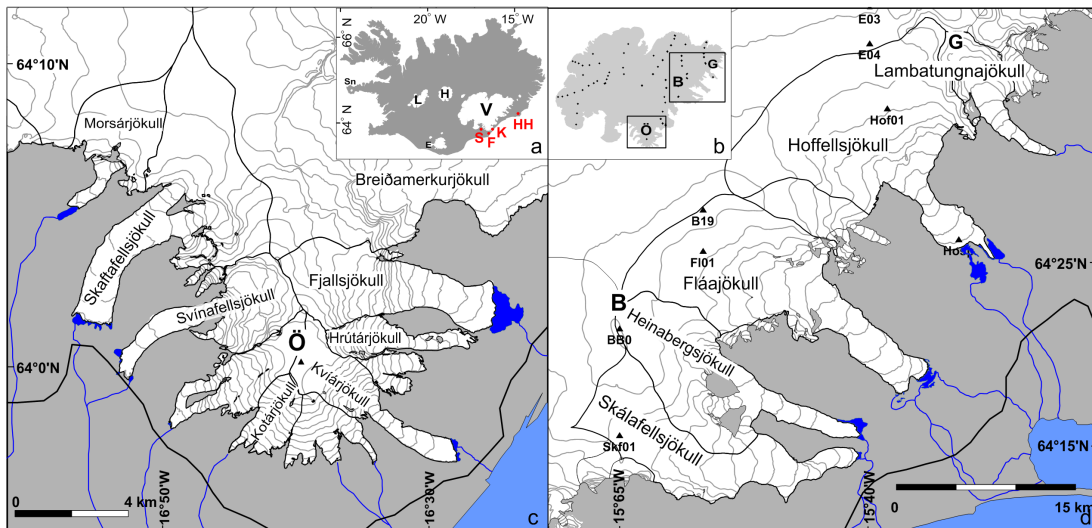 64°10'N
Morsárjökull
Skaftafellsjökull
Svínafellsjökull
Breiðamerkurjökull
Fjallsjökull
Hrútárjökull
Ö
Kvíárjökull
Kotárjökull
64°0'N
16°50'W
16°30'W
0
4 km
c
20° W
15° W
66° N
64° N
Sn
L
H
V
E
S
F
K
HH
a
G
B
Ö
b
E03
E04
G
Lambatungnajökull
Hof01
Hoffellsjökull
B19
Fl01
Fláajökull
64°25'N
B
BB0
Heinabergsjökull
Skálafellsjökull
Skf01
64°15'N
15°65'W
15°40'W
0
15 km
d